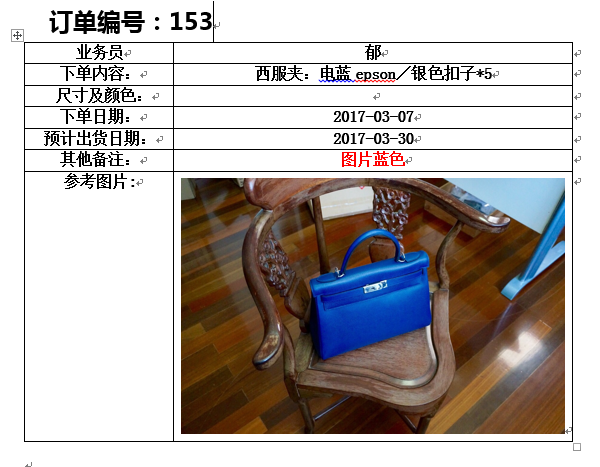 订单编号：153
业务员 郁
下单内容： 西服夹：电蓝 epson／银色扣子*5
尺寸及颜色：
下单日期： 2017-03-07
预计出货日期： 2017-03-30
其他备注： 图片蓝色
参考图片: